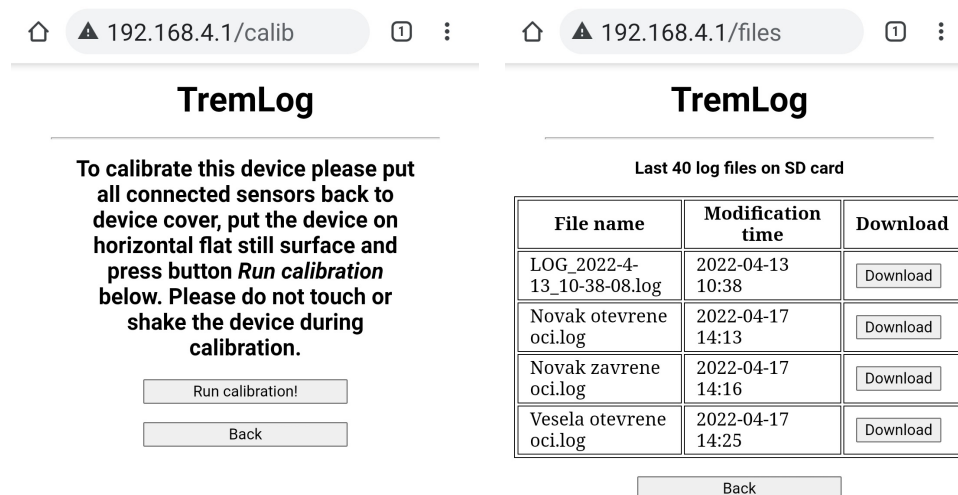 192.168.4.1/calib
1
TremLog
To calibrate this device please put
all connected sensors back to
device cover, put the device on
horizontal flat still surface and
press button Run calibration
below. Please do not touch or
shake the device during
calibration.
Run calibration!
Back
192.168.4.1/files
1
TremLog
Last 40 log files on SD card
File name
Modification
time
Download
LOG_2022-4-
13_10-38-08.log
2022-04-13
10:38
Download
Novak otevrene
oci.log
2022-04-17
14:13
Download
Novak zavrene
oci.log
2022-04-17
14:16
Download
Vesela otevrene
oci.log
2022-04-17
14:25
Download
Back